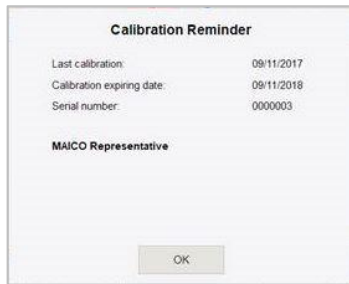 Calibration Reminder
Last calibration: 09/11/2017
Calibration expiring date: 09/11/2018
Serial number: 0000003
MAICO Representative
OK